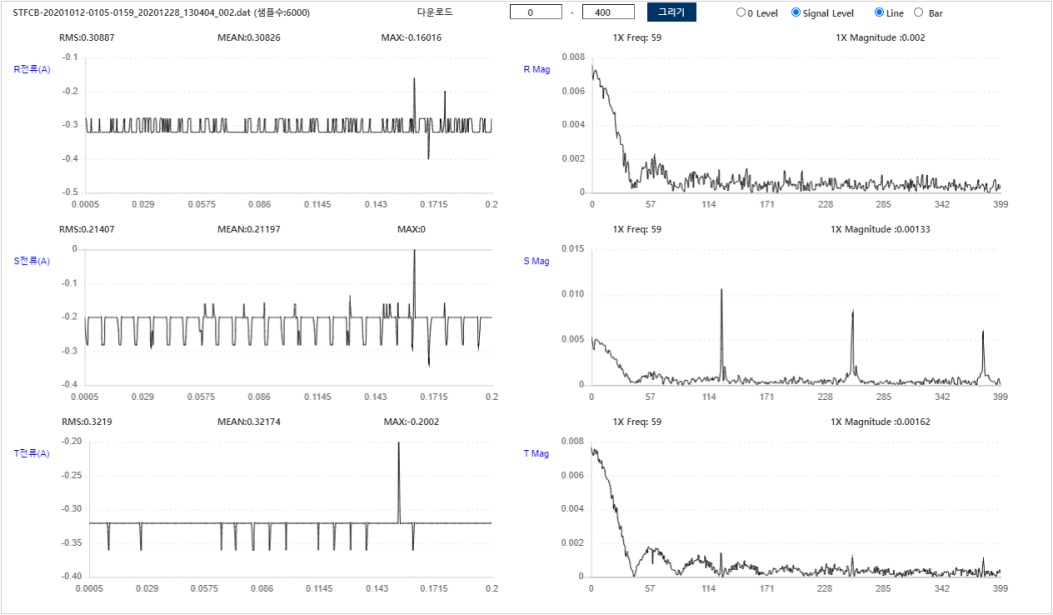 STFCB-20201012-0105-0159_20201228_130404_002.dat (샘플수:6000) 다운로드 0 - 400 그리기 0 Level Signal Level Line Bar
RMS:0.30887 MEAN:0.30826 MAX:-0.16016 1X Freq: 59 1X Magnitude :0.002
R전류(A)
-0.1
-0.2
-0.3
-0.4
-0.5
0.0005 0.029 0.0575 0.086 0.1145 0.143 0.1715 0.2
R Mag
0.008
0.006
0.004
0.002
0
0 57 114 171 228 285 342 399
RMS:0.21407 MEAN:0.21197 MAX:0 1X Freq: 59 1X Magnitude :0.00133
S전류(A)
0
-0.1
-0.2
-0.3
-0.4
0.0005 0.029 0.0575 0.086 0.1145 0.143 0.1715 0.2
S Mag
0.015
0.010
0.005
0
0 57 114 171 228 285 342 399
RMS:0.3219 MEAN:0.32174 MAX:-0.2002 1X Freq: 59 1X Magnitude :0.00162
T전류(A)
-0.20
-0.25
-0.30
-0.35
-0.40
0.0005 0.029 0.0575 0.086 0.1145 0.143 0.1715 0.2
T Mag
0.008
0.006
0.004
0.002
0
0 57 114 171 228 285 342 399